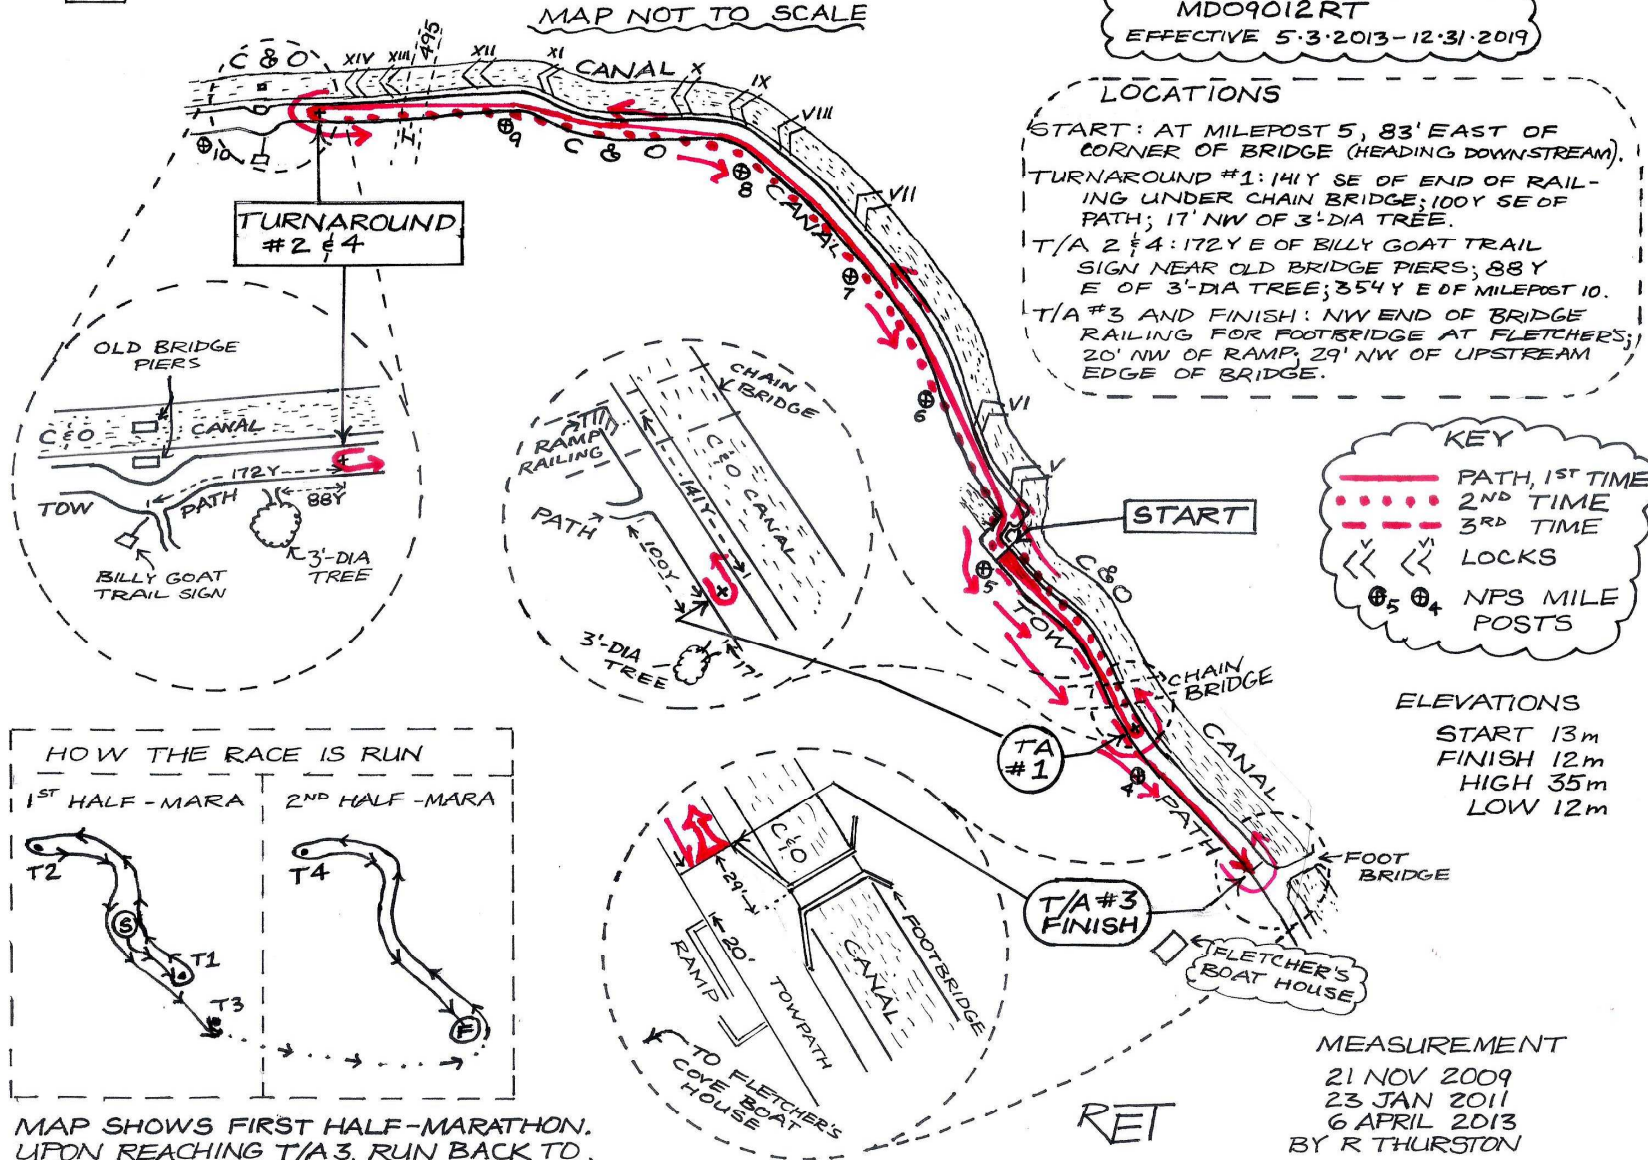 MAP NOT TO SCALE
MD09012RT
EFFECTIVE 5·3·2013–12·31·2019
LOCATIONS
START: AT MILEPOST 5, 83' EAST OF
CORNER OF BRIDGE (HEADING DOWNSTREAM).
TURNAROUND #1: 141Y SE OF END OF RAIL-
ING UNDER CHAIN BRIDGE; 100Y SE OF
PATH; 17' NW OF 3'-DIA TREE.
T/A 2 & 4: 172Y E OF BILLY GOAT TRAIL
SIGN NEAR OLD BRIDGE PIERS; 88Y
E OF 3'-DIA TREE; 354Y E OF MILEPOST 10.
T/A #3 AND FINISH: NW END OF BRIDGE
RAILING FOR FOOTBRIDGE AT FLETCHER'S;
20' NW OF RAMP; 29' NW OF UPSTREAM
EDGE OF BRIDGE.
C & O
XIV
XIII
495
XII
XI
CANAL
X
IX
VIII
VII
VI
V
10
9
C & O
8
CANAL
7
6
5
TURNAROUND
#2 & 4
OLD BRIDGE
PIERS
C&O
CANAL
172Y
TOW
PATH
88Y
3'-DIA
TREE
BILLY GOAT
TRAIL SIGN
CHAIN
BRIDGE
RAMP
RAILING
141Y
C&O CANAL
PATH
100Y
3'-DIA
TREE
17'
START
C&O
TOW
CHAIN
BRIDGE
CANAL
TA
#1
4
PATH
FOOT
BRIDGE
T/A #3
FINISH
FLETCHER'S
BOAT HOUSE
KEY
PATH, 1ST TIME
2ND TIME
3RD TIME
V VI LOCKS
5 4 NPS MILE
POSTS
ELEVATIONS
START 13m
FINISH 12m
HIGH 35m
LOW 12m
HOW THE RACE IS RUN
1ST HALF-MARA
2ND HALF-MARA
T2
S
T1
T3
T4
F
C&O
29'
20'
RAMP
TOWPATH
CANAL
FOOTBRIDGE
TO FLETCHER'S
COVE BOAT
HOUSE
MEASUREMENT
21 NOV 2009
23 JAN 2011
6 APRIL 2013
BY R THURSTON
RET
MAP SHOWS FIRST HALF-MARATHON.
UPON REACHING T/A 3, RUN BACK TO